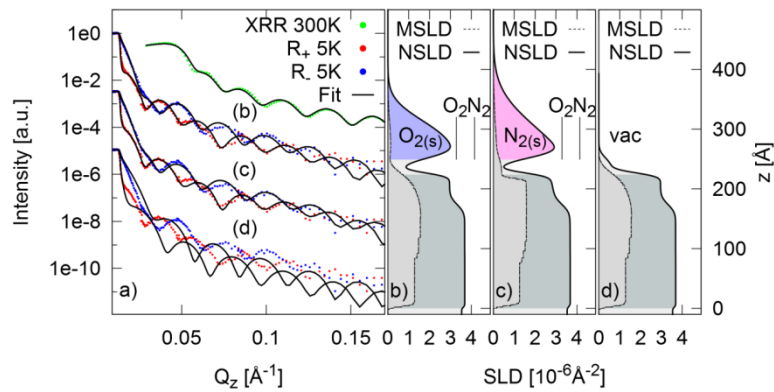 1e0
1e-2
1e-4
1e-6
1e-8
1e-10
Intensity [a.u.]
XRR 300K
R+ 5K
R- 5K
Fit
(b)
(c)
(d)
a)
0.05
0.1
0.15
Qz [Å-1]
MSLD
NSLD
O2N2
O2(s)
b)
0 1 2 3 4
MSLD
NSLD
O2N2
N2(s)
c)
0 1 2 3 4
MSLD
NSLD
vac
d)
0 1 2 3 4
SLD [10-6Å-2]
400
300
200
100
0
z [Å]